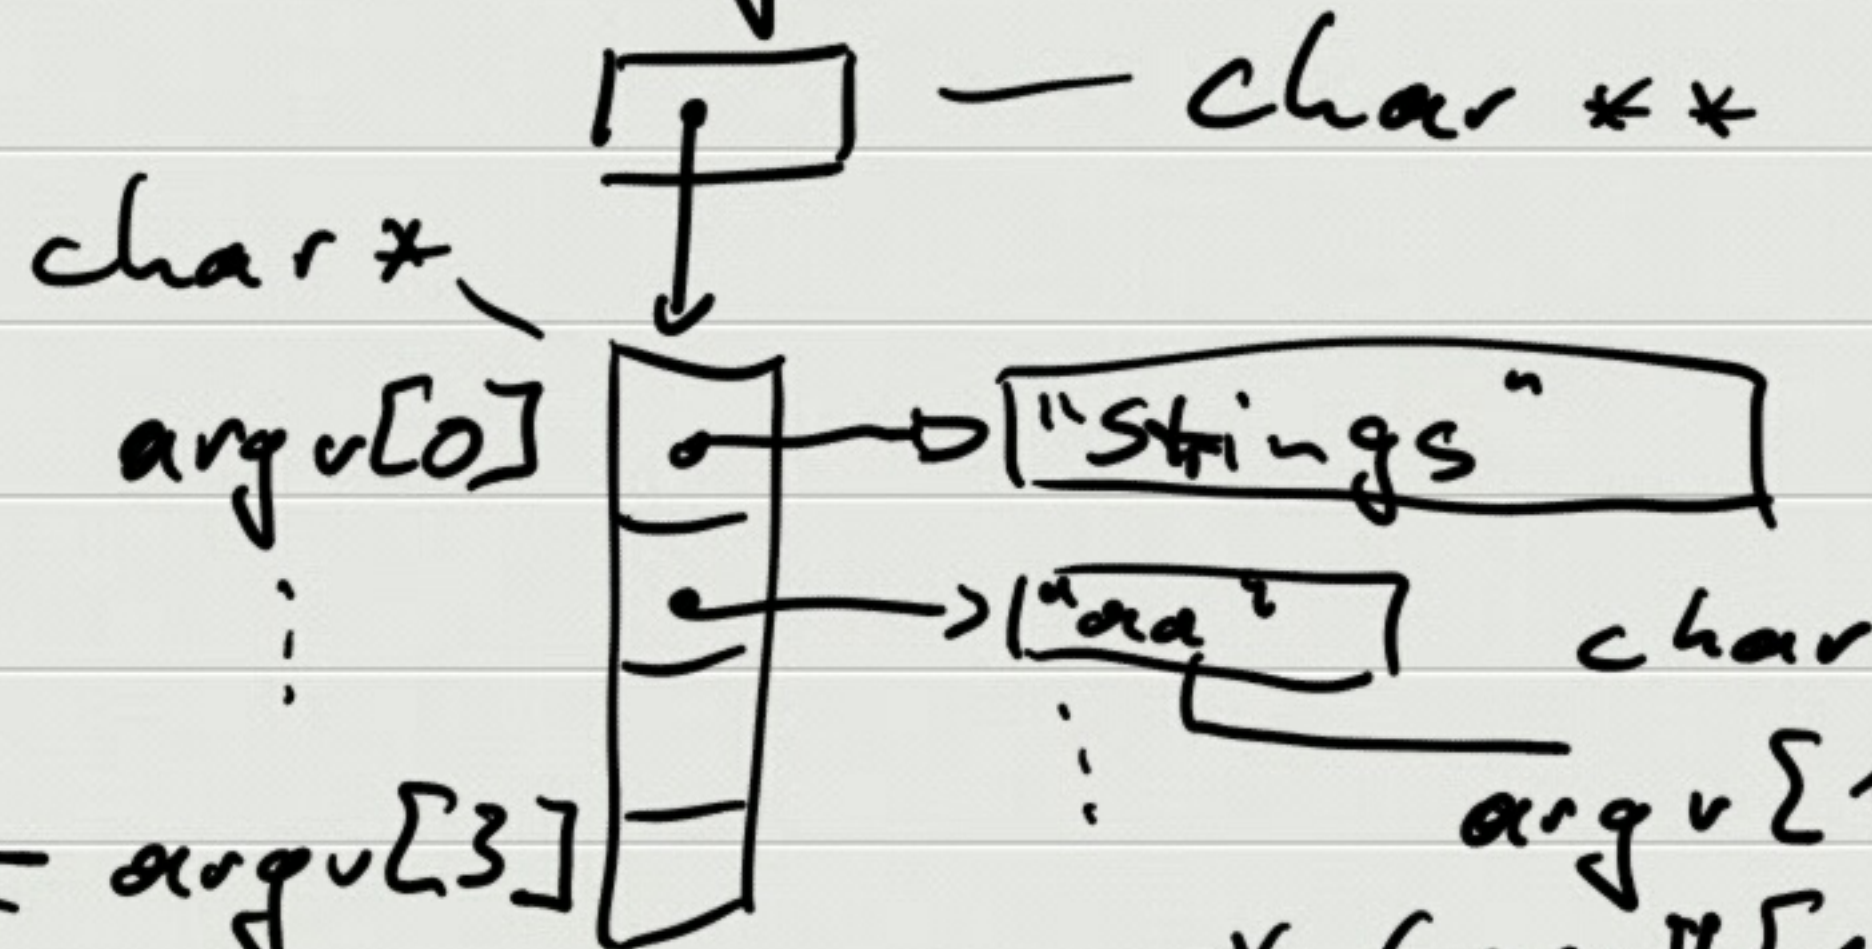 char **
char *
argv[0]
"Strings"
"aa"
char
argv[
argv[3]